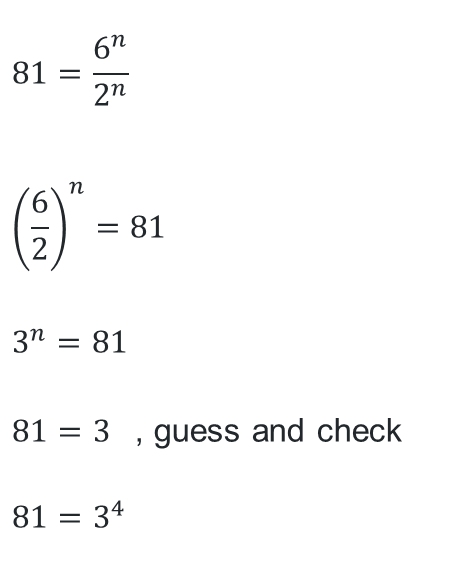 81 = 6ⁿ/2ⁿ
(6/2)ⁿ = 81
3ⁿ = 81
81 = 3 , guess and check
81 = 3⁴